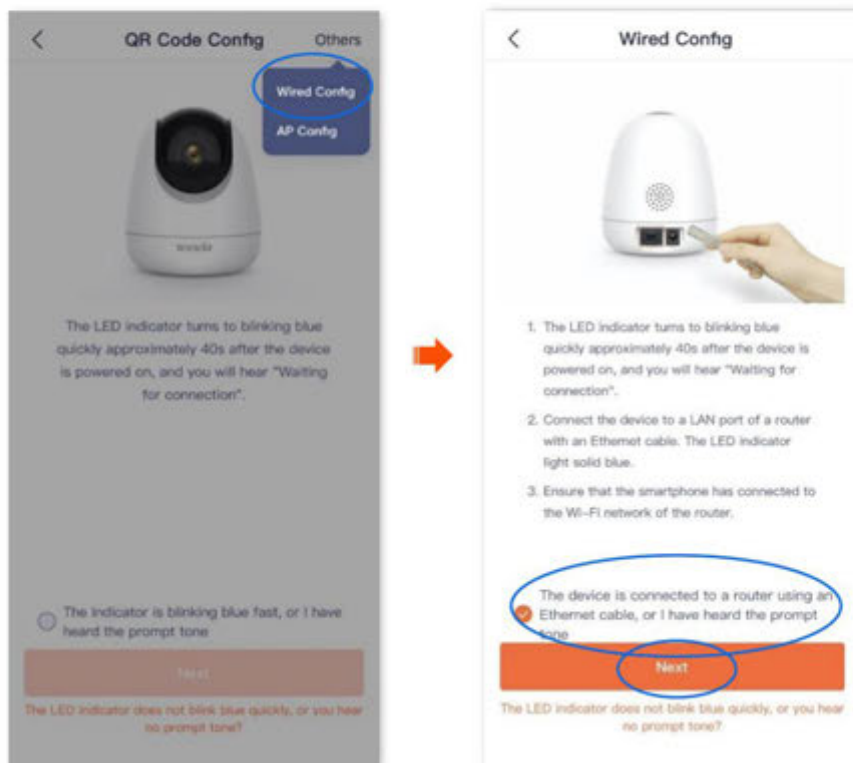 QR Code Config
Others
Wired Config
AP Config
Tenda
The LED indicator turns to blinking blue
quickly approximately 40s after the device
is powered on, and you will hear "Waiting
for connection".
The indicator is blinking blue fast, or I have
heard the prompt tone
Next
The LED indicator does not blink blue quickly, or you hear
no prompt tone?
Wired Config
1. The LED indicator turns to blinking blue
quickly approximately 40s after the device is
powered on, and you will hear "Waiting for
connection".
2. Connect the device to a LAN port of a router
with an Ethernet cable. The LED indicator
light solid blue.
3. Ensure that the smartphone has connected to
the Wi-Fi network of the router.
The device is connected to a router using an
Ethernet cable, or I have heard the prompt
tone
Next
The LED indicator does not blink blue quickly, or you hear
no prompt tone?